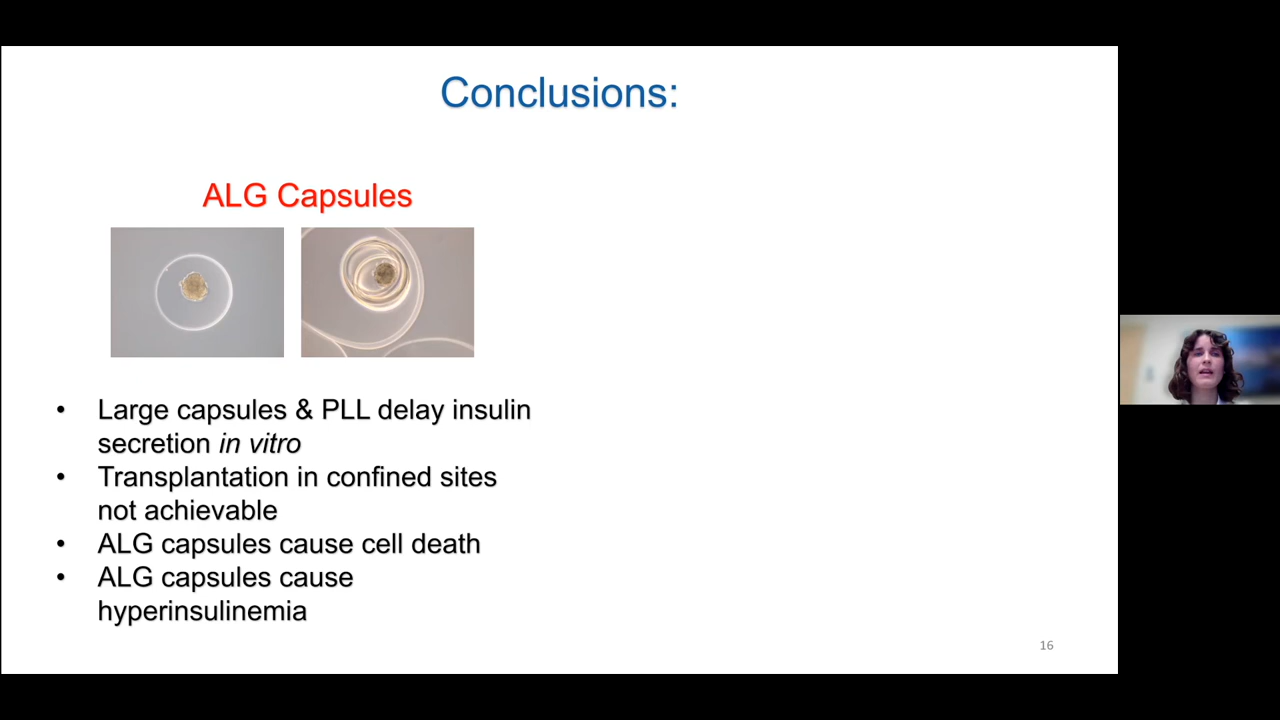 Conclusions:
ALG Capsules
• Large capsules & PLL delay insulin
secretion in vitro
• Transplantation in confined sites
not achievable
• ALG capsules cause cell death
• ALG capsules cause
hyperinsulinemia
16